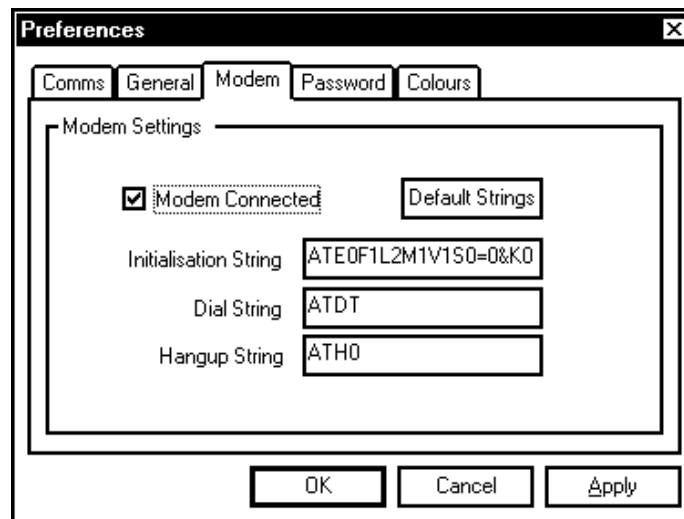 Preferences
Comms General Modem Password Colours
Modem Settings
Modem Connected Default Strings
Initialisation String ATE0F1L2M1V1S0=0&K0
Dial String ATDT
Hangup String ATH0
OK Cancel Apply